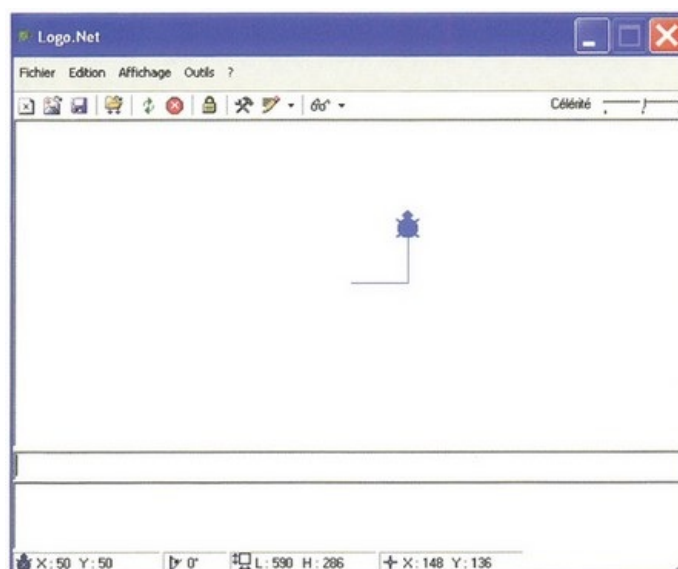 Logo.Net
Fichier Edition Affichage Outils ?
Célérité
X:50 Y:50 0° L:590 H:286 X:148 Y:136